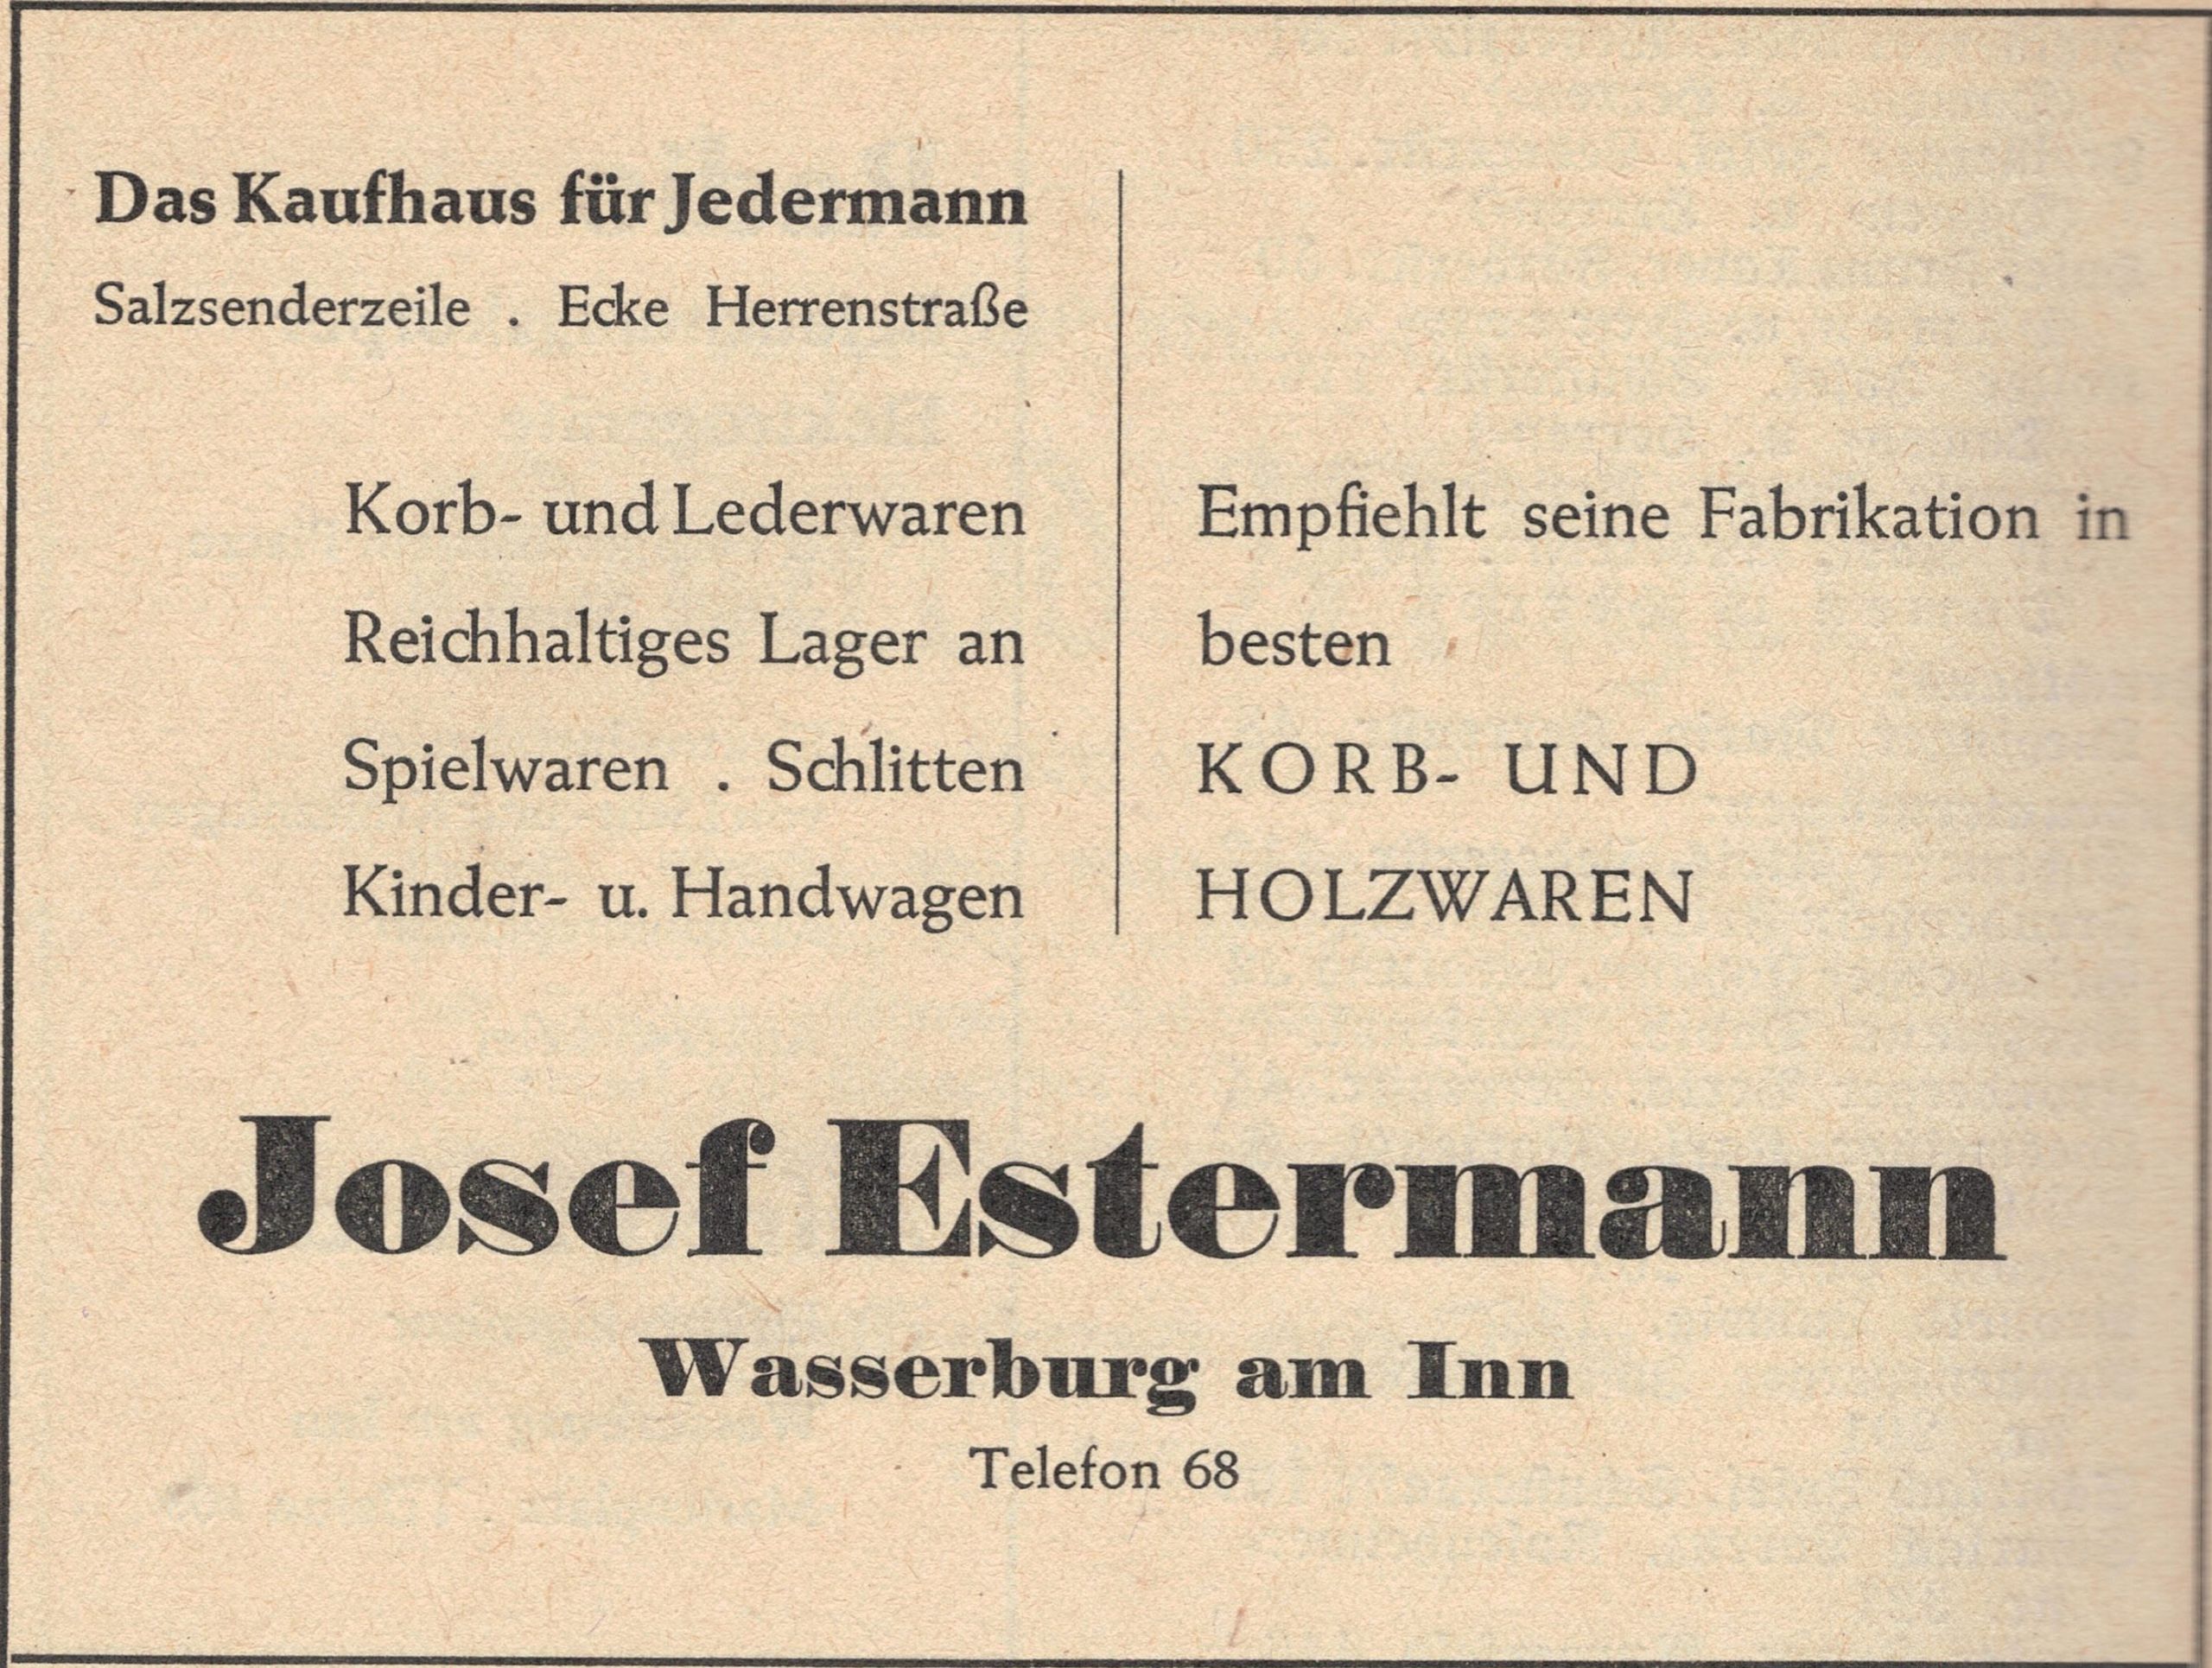 Das Kaufhaus für Jedermann
Salzsenderzeile . Ecke Herrenstraße
Korb- und Lederwaren
Reichhaltiges Lager an
Spielwaren . Schlitten
Kinder- u. Handwagen
Empfiehlt seine Fabrikation in
besten
KORB- UND
HOLZWAREN
Josef Estermann
Wasserburg am Inn
Telefon 68